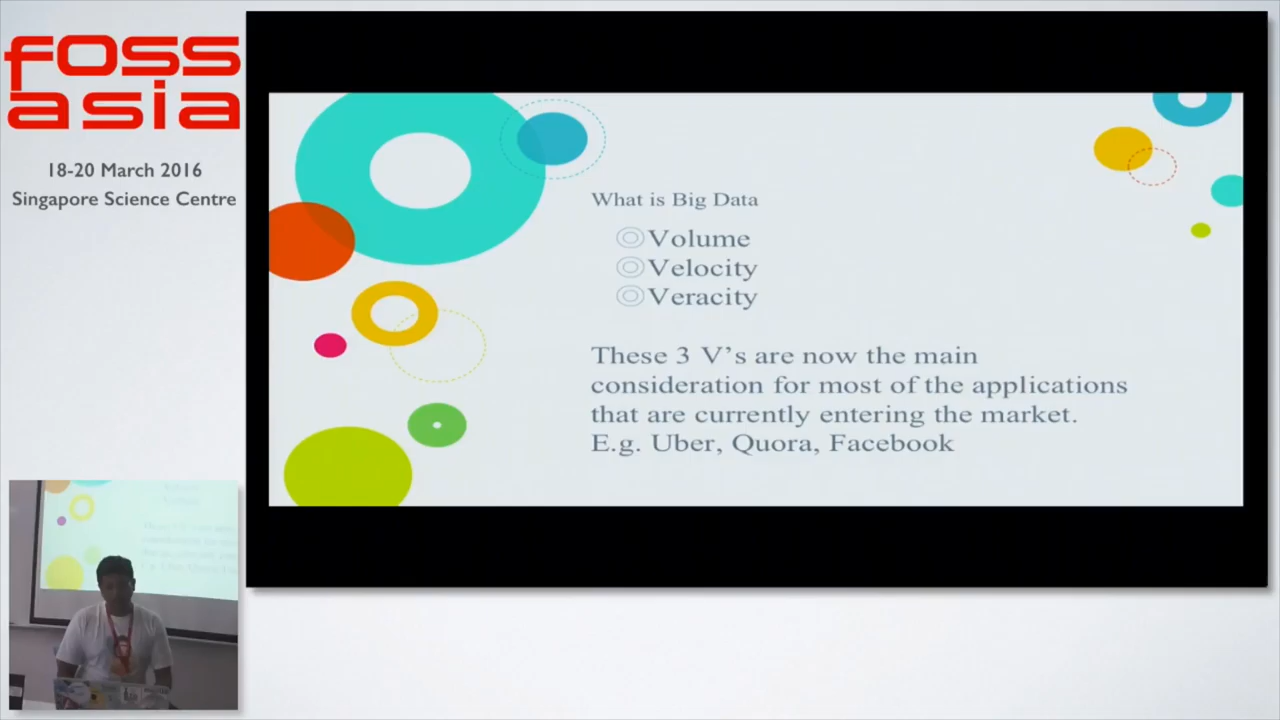 foss
asia
18-20 March 2016
Singapore Science Centre
What is Big Data
Volume
Velocity
Veracity
These 3 V’s are now the main
consideration for most of the applications
that are currently entering the market.
E.g. Uber, Quora, Facebook